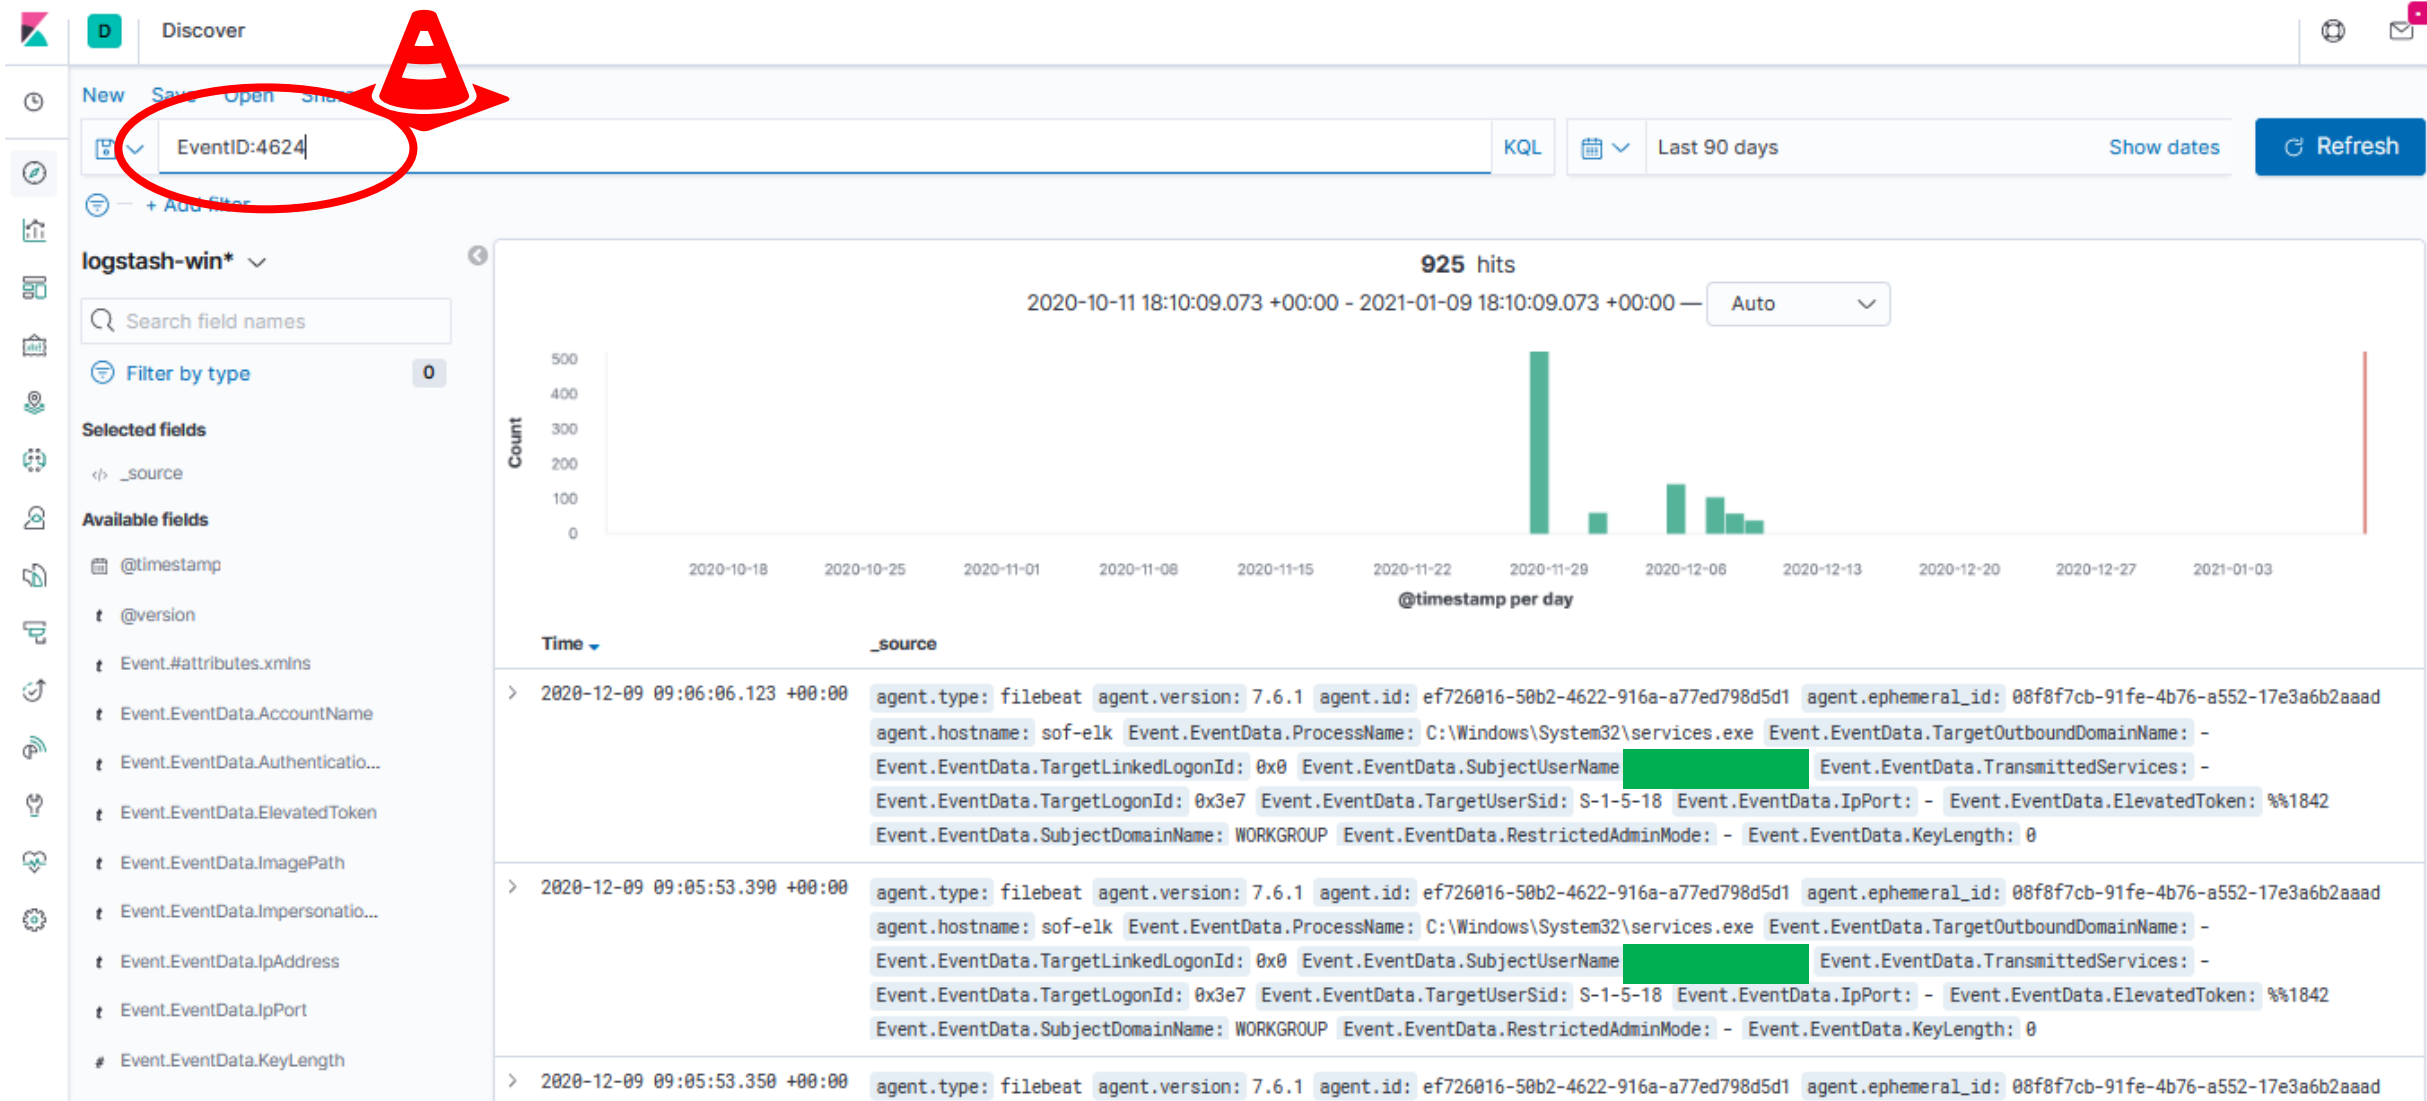 D Discover
New Save Open Share
EventID:4624 KQL Last 90 days Show dates Refresh
+ Add filter
logstash-win*
925 hits
2020-10-11 18:10:09.073 +00:00 - 2021-01-09 18:10:09.073 +00:00 — Auto
Search field names
Filter by type 0
Selected fields
</> _source
Available fields
@timestamp
t @version
t Event.#attributes.xmlns
t Event.EventData.AccountName
t Event.EventData.Authenticatio...
t Event.EventData.ElevatedToken
t Event.EventData.ImagePath
t Event.EventData.Impersonatio...
t Event.EventData.IpAddress
t Event.EventData.IpPort
# Event.EventData.KeyLength
Count
500
400
300
200
100
0
2020-10-18 2020-10-25 2020-11-01 2020-11-08 2020-11-15 2020-11-22 2020-11-29 2020-12-06 2020-12-13 2020-12-20 2020-12-27 2021-01-03
@timestamp per day
Time _source
2020-12-09 09:06:06.123 +00:00 agent.type: filebeat agent.version: 7.6.1 agent.id: ef726016-50b2-4622-916a-a77ed798d5d1 agent.ephemeral_id: 08f8f7cb-91fe-4b76-a552-17e3a6b2aaad
agent.hostname: sof-elk Event.EventData.ProcessName: C:\Windows\System32\services.exe Event.EventData.TargetOutboundDomainName: -
Event.EventData.TargetLinkedLogonId: 0x0 Event.EventData.SubjectUserName Event.EventData.TransmittedServices: -
Event.EventData.TargetLogonId: 0x3e7 Event.EventData.TargetUserSid: S-1-5-18 Event.EventData.IpPort: - Event.EventData.ElevatedToken: %%1842
Event.EventData.SubjectDomainName: WORKGROUP Event.EventData.RestrictedAdminMode: - Event.EventData.KeyLength: 0
2020-12-09 09:05:53.390 +00:00 agent.type: filebeat agent.version: 7.6.1 agent.id: ef726016-50b2-4622-916a-a77ed798d5d1 agent.ephemeral_id: 08f8f7cb-91fe-4b76-a552-17e3a6b2aaad
agent.hostname: sof-elk Event.EventData.ProcessName: C:\Windows\System32\services.exe Event.EventData.TargetOutboundDomainName: -
Event.EventData.TargetLinkedLogonId: 0x0 Event.EventData.SubjectUserName Event.EventData.TransmittedServices: -
Event.EventData.TargetLogonId: 0x3e7 Event.EventData.TargetUserSid: S-1-5-18 Event.EventData.IpPort: - Event.EventData.ElevatedToken: %%1842
Event.EventData.SubjectDomainName: WORKGROUP Event.EventData.RestrictedAdminMode: - Event.EventData.KeyLength: 0
2020-12-09 09:05:53.350 +00:00 agent.type: filebeat agent.version: 7.6.1 agent.id: ef726016-50b2-4622-916a-a77ed798d5d1 agent.ephemeral_id: 08f8f7cb-91fe-4b76-a552-17e3a6b2aaad